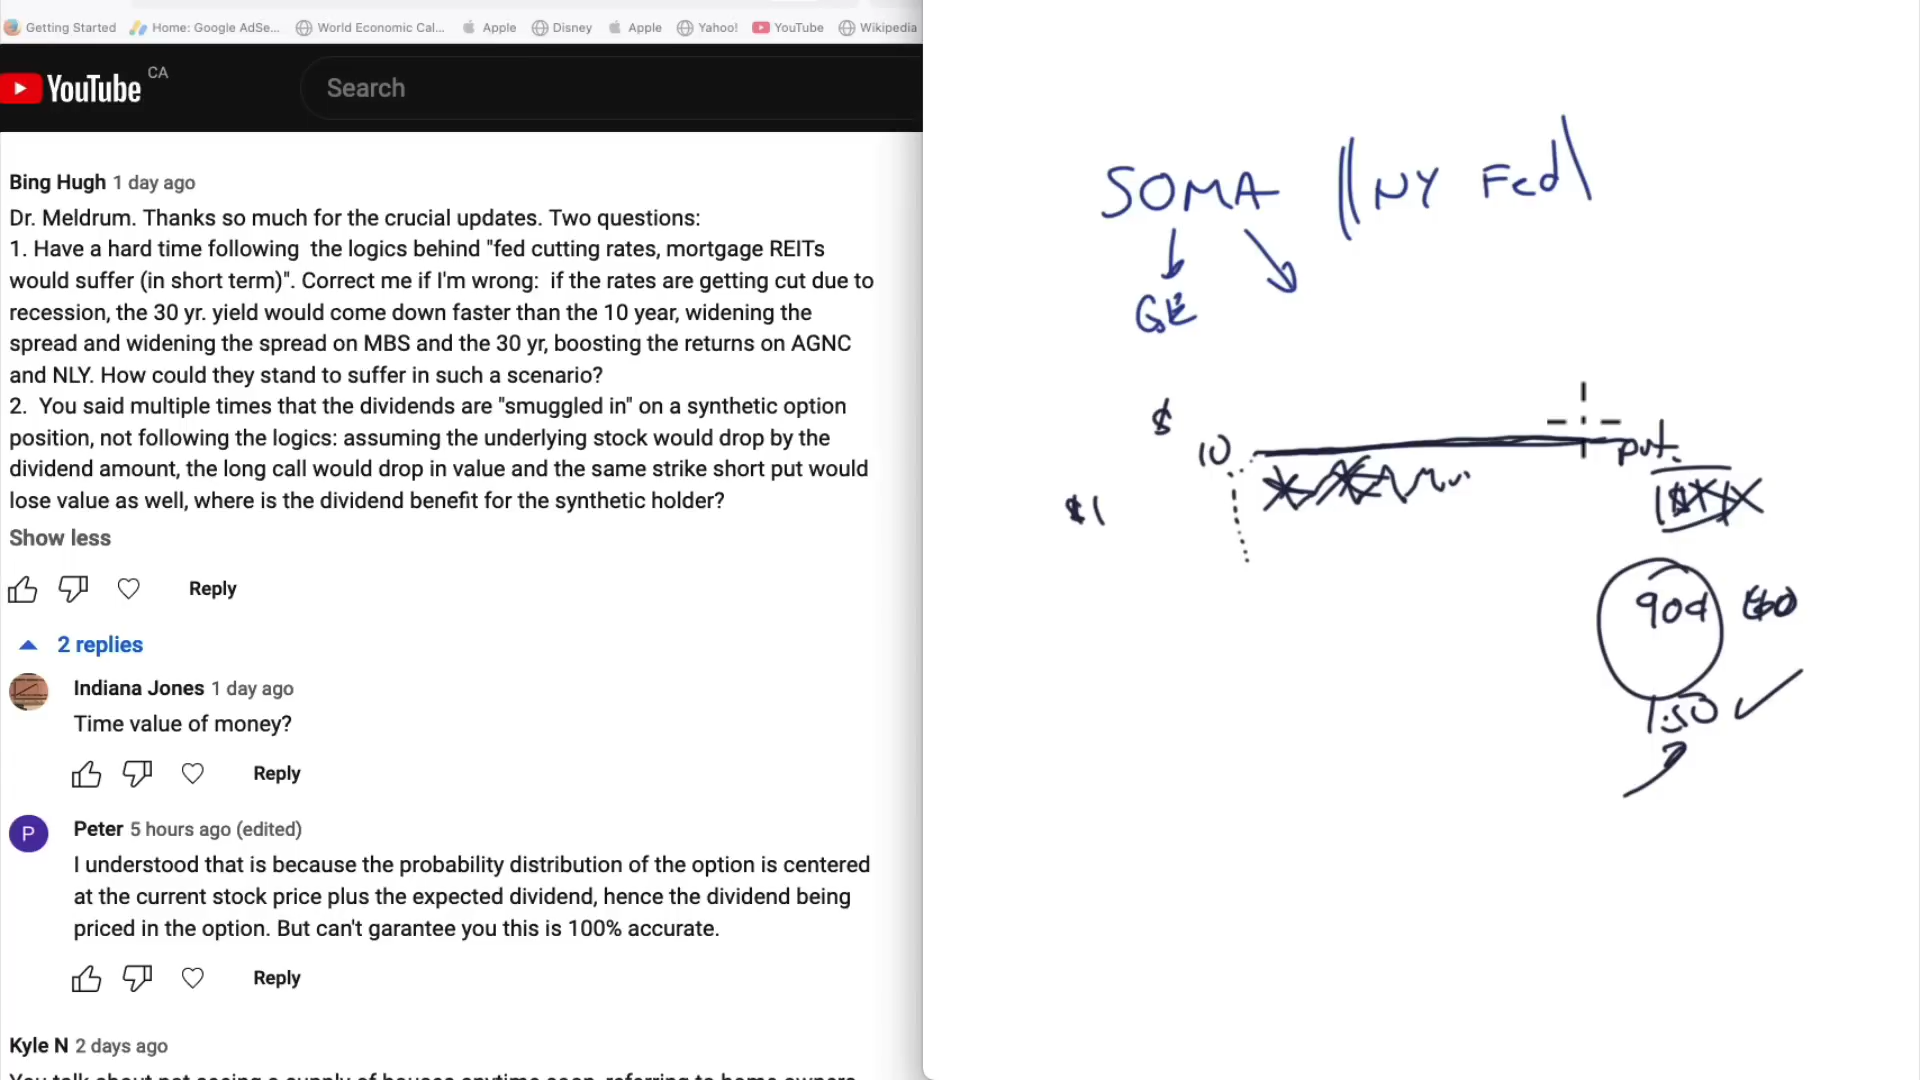 Getting Started Home: Google AdSe... World Economic Cal... Apple Disney Apple Yahoo! YouTube Wikipedia
YouTube CA Search
Bing Hugh 1 day ago
Dr. Meldrum. Thanks so much for the crucial updates. Two questions:
1. Have a hard time following the logics behind "fed cutting rates, mortgage REITs
would suffer (in short term)". Correct me if I'm wrong: if the rates are getting cut due to
recession, the 30 yr. yield would come down faster than the 10 year, widening the
spread and widening the spread on MBS and the 30 yr, boosting the returns on AGNC
and NLY. How could they stand to suffer in such a scenario?
2. You said multiple times that the dividends are "smuggled in" on a synthetic option
position, not following the logics: assuming the underlying stock would drop by the
dividend amount, the long call would drop in value and the same strike short put would
lose value as well, where is the dividend benefit for the synthetic holder?
Show less
Reply
2 replies
Indiana Jones 1 day ago
Time value of money?
Reply
P
Peter 5 hours ago (edited)
I understood that is because the probability distribution of the option is centered
at the current stock price plus the expected dividend, hence the dividend being
priced in the option. But can't garantee you this is 100% accurate.
Reply
Kyle N 2 days ago
SOMA NY Fed
$
10
put
$1
1.50